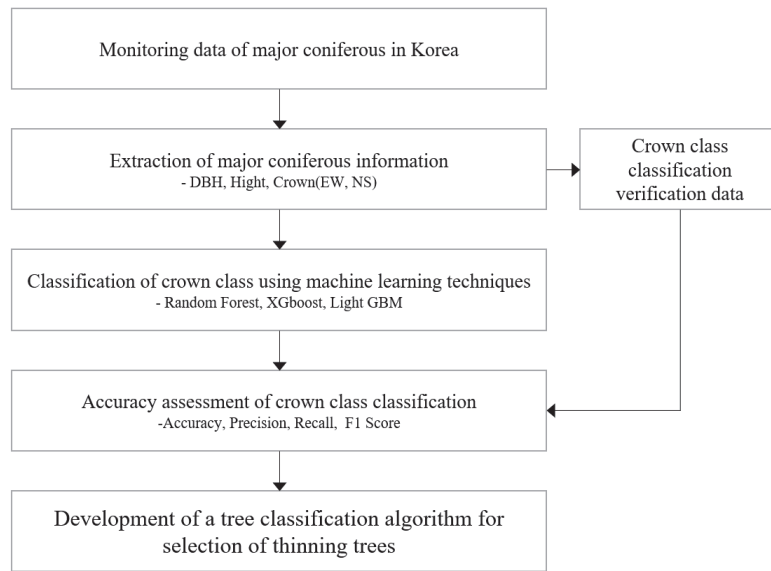 Monitoring data of major coniferous in Korea
Extraction of major coniferous information
- DBH, Hight, Crown(EW, NS)
Crown class
classification
verification data
Classification of crown class using machine learning techniques
- Random Forest, XGboost, Light GBM
Accuracy assessment of crown class classification
-Accuracy, Precision, Recall, F1 Score
Development of a tree classification algorithm for
selection of thinning trees